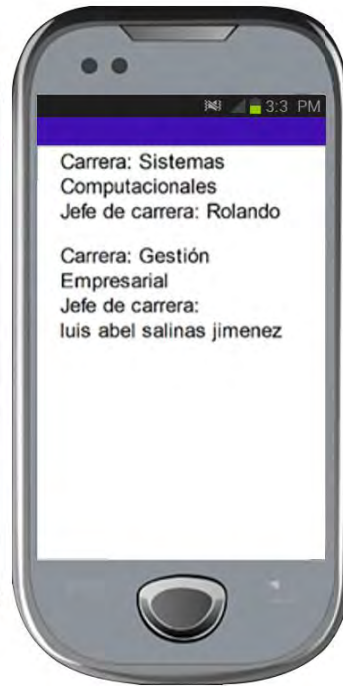 3:3 PM
Carrera: Sistemas
Computacionales
Jefe de carrera: Rolando
Carrera: Gestión
Empresarial
Jefe de carrera:
luis abel salinas jimenez